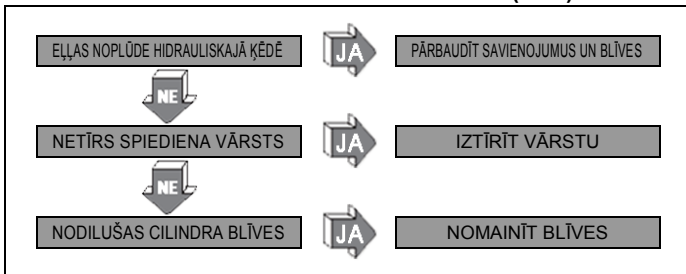 EĻĻAS NOPLŪDE HIDRAULISKAJĀ ĶĒDĒ
JA
PĀRBAUDĪT SAVIENOJUMUS UN BLĪVES
NE
NETĪRS SPIEDIENA VĀRSTS
JA
IZTĪRĪT VĀRSTU
NE
NODILUŠAS CILINDRA BLĪVES
JA
NOMAINĪT BLĪVES